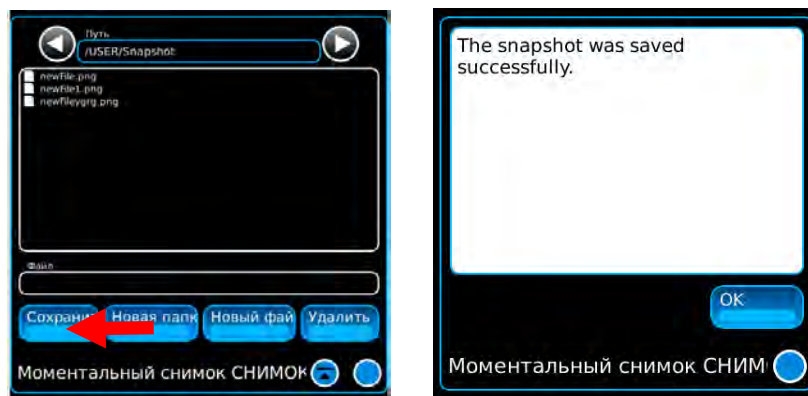 Путь
/USER/Snapshot
newfile.png
newfile1.png
newfileygrg.png
Файл
Сохрани Новая папк Новый фай Удалить
Моментальный снимок СНИМОК
The snapshot was saved
successfully.
OK
Моментальный снимок СНИМ